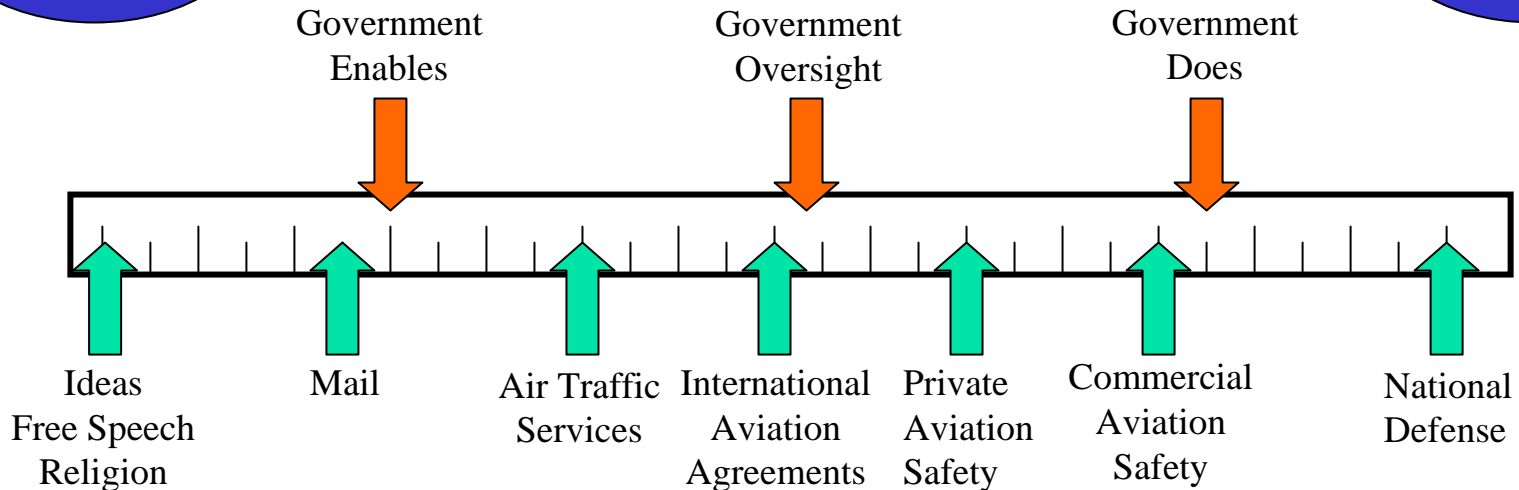 Government
Enables
Government
Oversight
Government
Does
Ideas
Free Speech
Religion
Mail
Air Traffic
Services
International
Aviation
Agreements
Private
Aviation
Safety
Commercial
Aviation
Safety
National
Defense